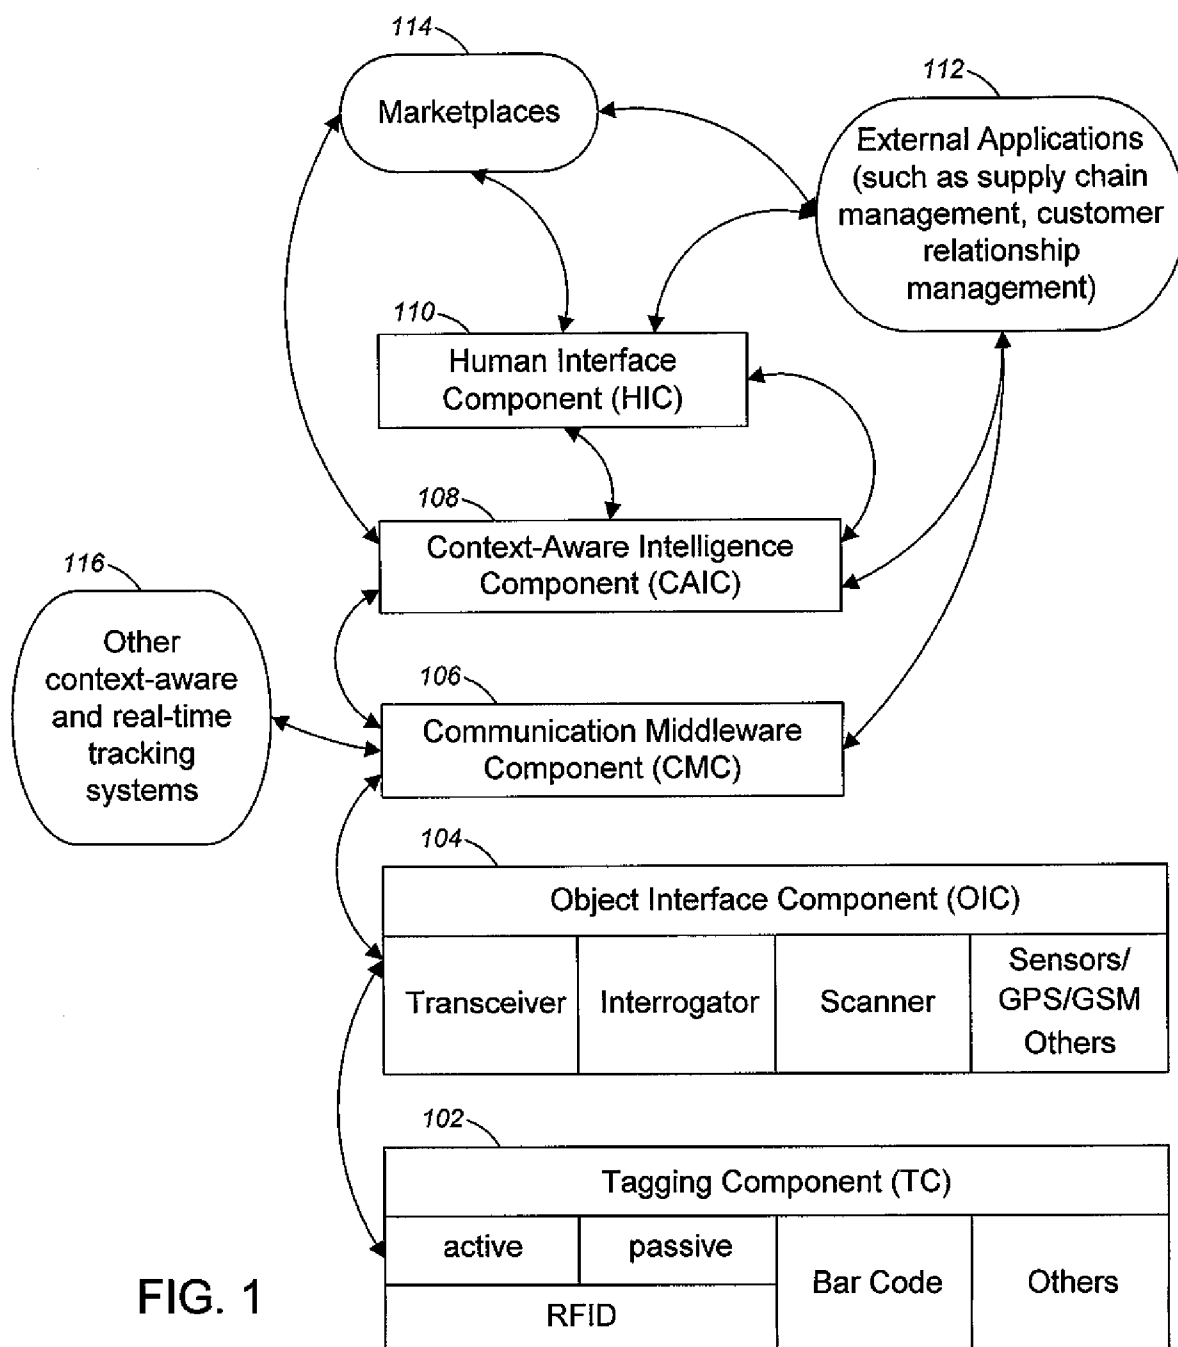 114
Marketplaces
112
External Applications
(such as supply chain
management, customer
relationship
management)
110
Human Interface
Component (HIC)
108
Context-Aware Intelligence
Component (CAIC)
116
Other
context-aware
and real-time
tracking
systems
106
Communication Middleware
Component (CMC)
104
Object Interface Component (OIC)
Transceiver
Interrogator
Scanner
Sensors/
GPS/GSM
Others
102
Tagging Component (TC)
active
passive
RFID
Bar Code
Others
FIG. 1